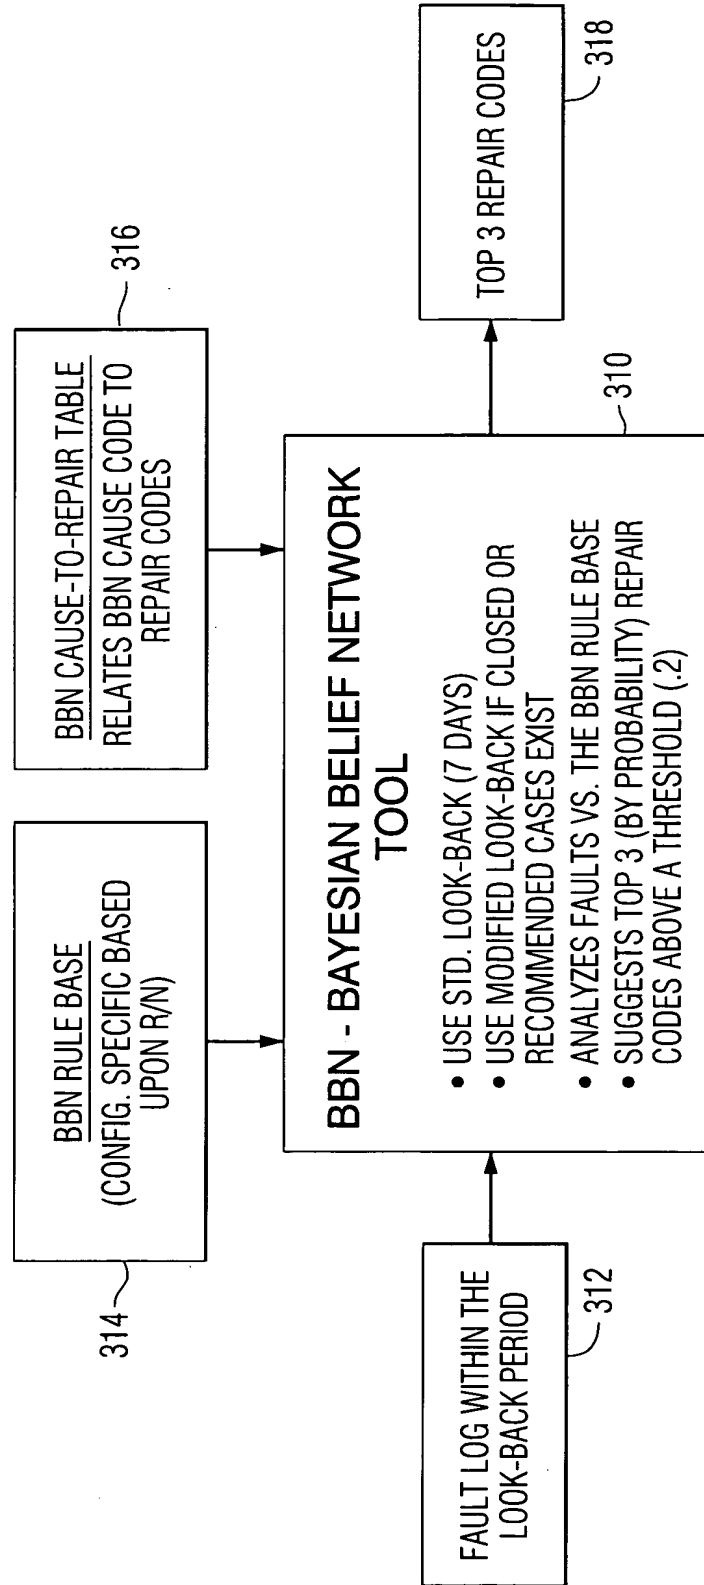 BBN RULE BASE
(CONFIG. SPECIFIC BASED
UPON R/N)
314
BBN CAUSE-TO-REPAIR TABLE
RELATES BBN CAUSE CODE TO
REPAIR CODES
316
FAULT LOG WITHIN THE
LOOK-BACK PERIOD
312
BBN - BAYESIAN BELIEF NETWORK
TOOL
• USE STD. LOOK-BACK (7 DAYS)
• USE MODIFIED LOOK-BACK IF CLOSED OR
RECOMMENDED CASES EXIST
• ANALYZES FAULTS VS. THE BBN RULE BASE
• SUGGESTS TOP 3 (BY PROBABILITY) REPAIR
CODES ABOVE A THRESHOLD (.2)
310
TOP 3 REPAIR CODES
318